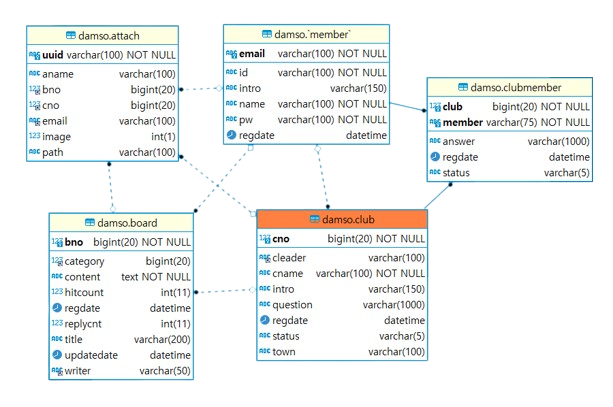 damso.attach
uuid varchar(100) NOT NULL
aname varchar(100)
bno bigint(20)
cno bigint(20)
email varchar(100)
image int(1)
path varchar(100)
damso.`member`
email varchar(100) NOT NULL
id varchar(100) NOT NULL
intro varchar(150)
name varchar(100) NOT NULL
pw varchar(100) NOT NULL
regdate datetime
damso.clubmember
club bigint(20) NOT NULL
member varchar(75) NOT NULL
answer varchar(1000)
regdate datetime
status varchar(5)
damso.board
bno bigint(20) NOT NULL
category bigint(20)
content text NOT NULL
hitcount int(11)
regdate datetime
replycnt int(11)
title varchar(200)
updatedate datetime
writer varchar(50)
damso.club
cno bigint(20) NOT NULL
cleader varchar(100)
cname varchar(100) NOT NULL
intro varchar(150)
question varchar(1000)
regdate datetime
status varchar(5)
town varchar(100)